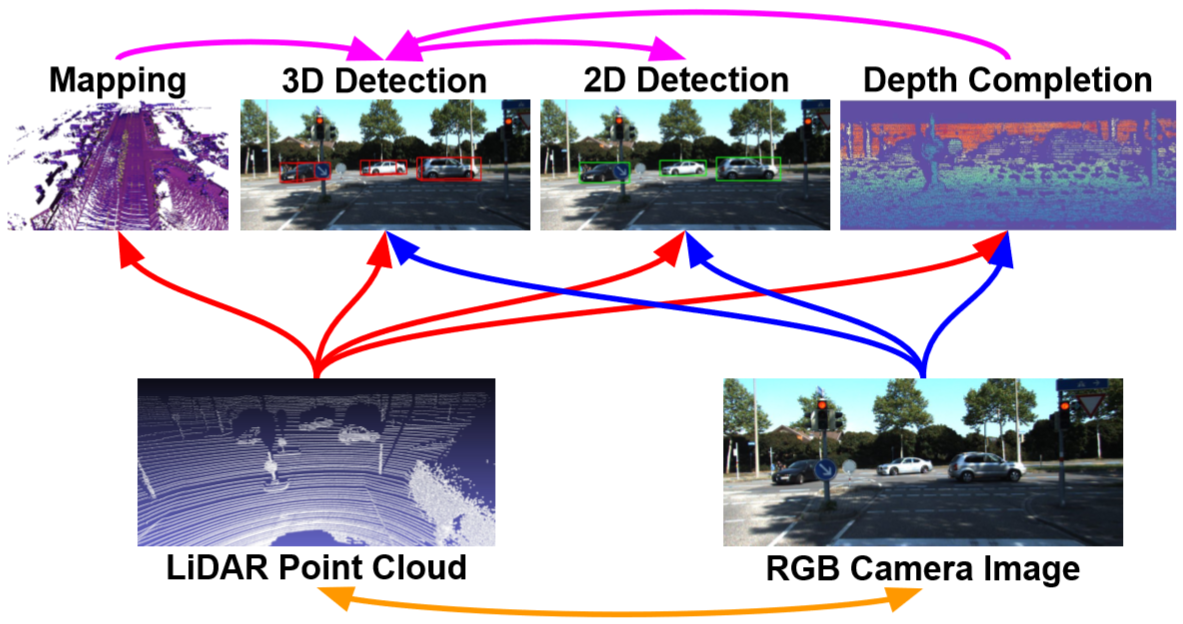 Mapping
3D Detection
2D Detection
Depth Completion
LiDAR Point Cloud
RGB Camera Image